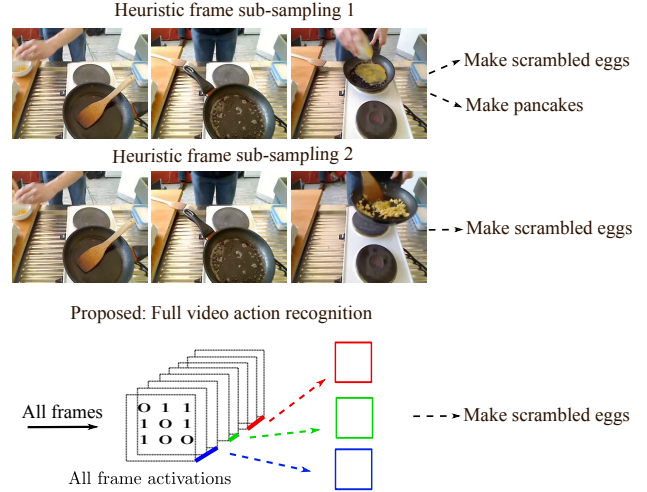 Heuristic frame sub-sampling 1
Make scrambled eggs
Make pancakes
Heuristic frame sub-sampling 2
Make scrambled eggs
Proposed: Full video action recognition
All frames
0 1 1
1 0 1
1 0 0
All frame activations
Make scrambled eggs